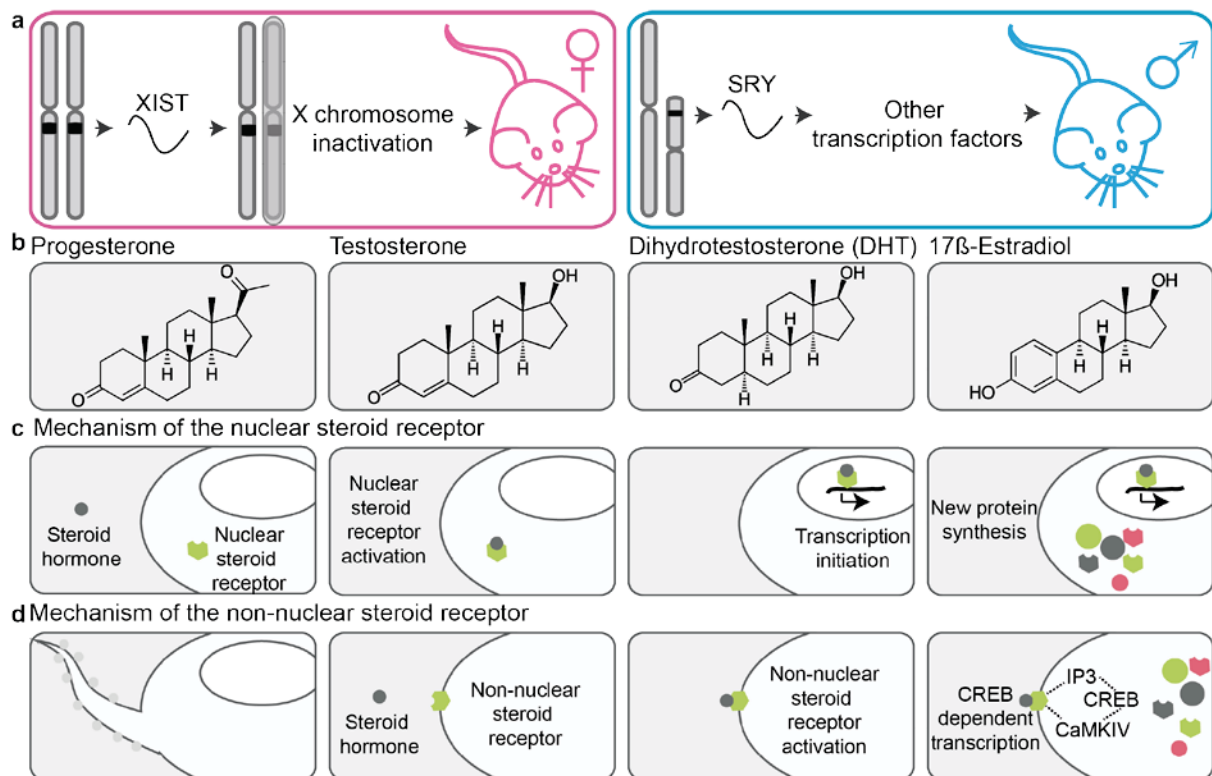 a
XIST
X chromosome
inactivation
♀
SRY
Other
transcription factors
♂
b
Progesterone
O
H
H
H
O
Testosterone
OH
H
H
H
O
Dihydrotestosterone (DHT)
OH
H
H
H
O
H
17ß-Estradiol
OH
H
H
H
HO
c Mechanism of the nuclear steroid receptor
Steroid
hormone
Nuclear
steroid
receptor
Nuclear
steroid
receptor
activation
Transcription
initiation
New protein
synthesis
d Mechanism of the non-nuclear steroid receptor
Steroid
hormone
Non-nuclear
steroid
receptor
Non-nuclear
steroid
receptor
activation
CREB
dependent
transcription
IP3
CREB
CaMKIV